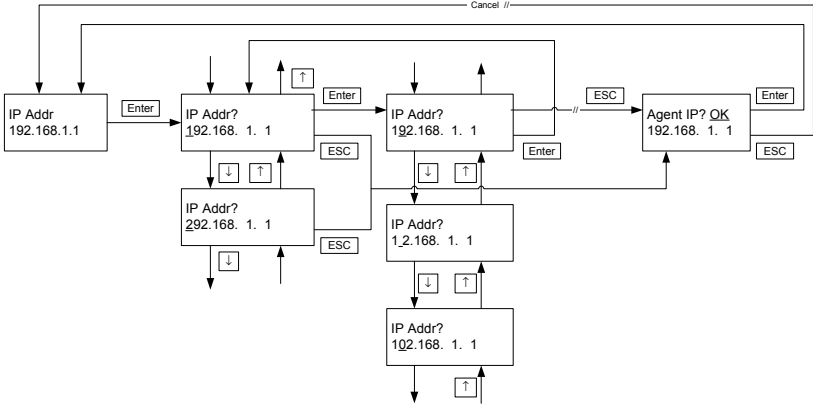 Cancel //
↑
IP Addr
192.168.1.1
Enter
IP Addr?
192.168. 1. 1
Enter
IP Addr?
192.168. 1. 1
//
ESC
Agent IP? OK
192.168. 1. 1
Enter
ESC
Enter
ESC
↓
↑
↓
↑
IP Addr?
292.168. 1. 1
ESC
IP Addr?
1_2.168. 1. 1
↓
↓
↑
IP Addr?
102.168. 1. 1
↑